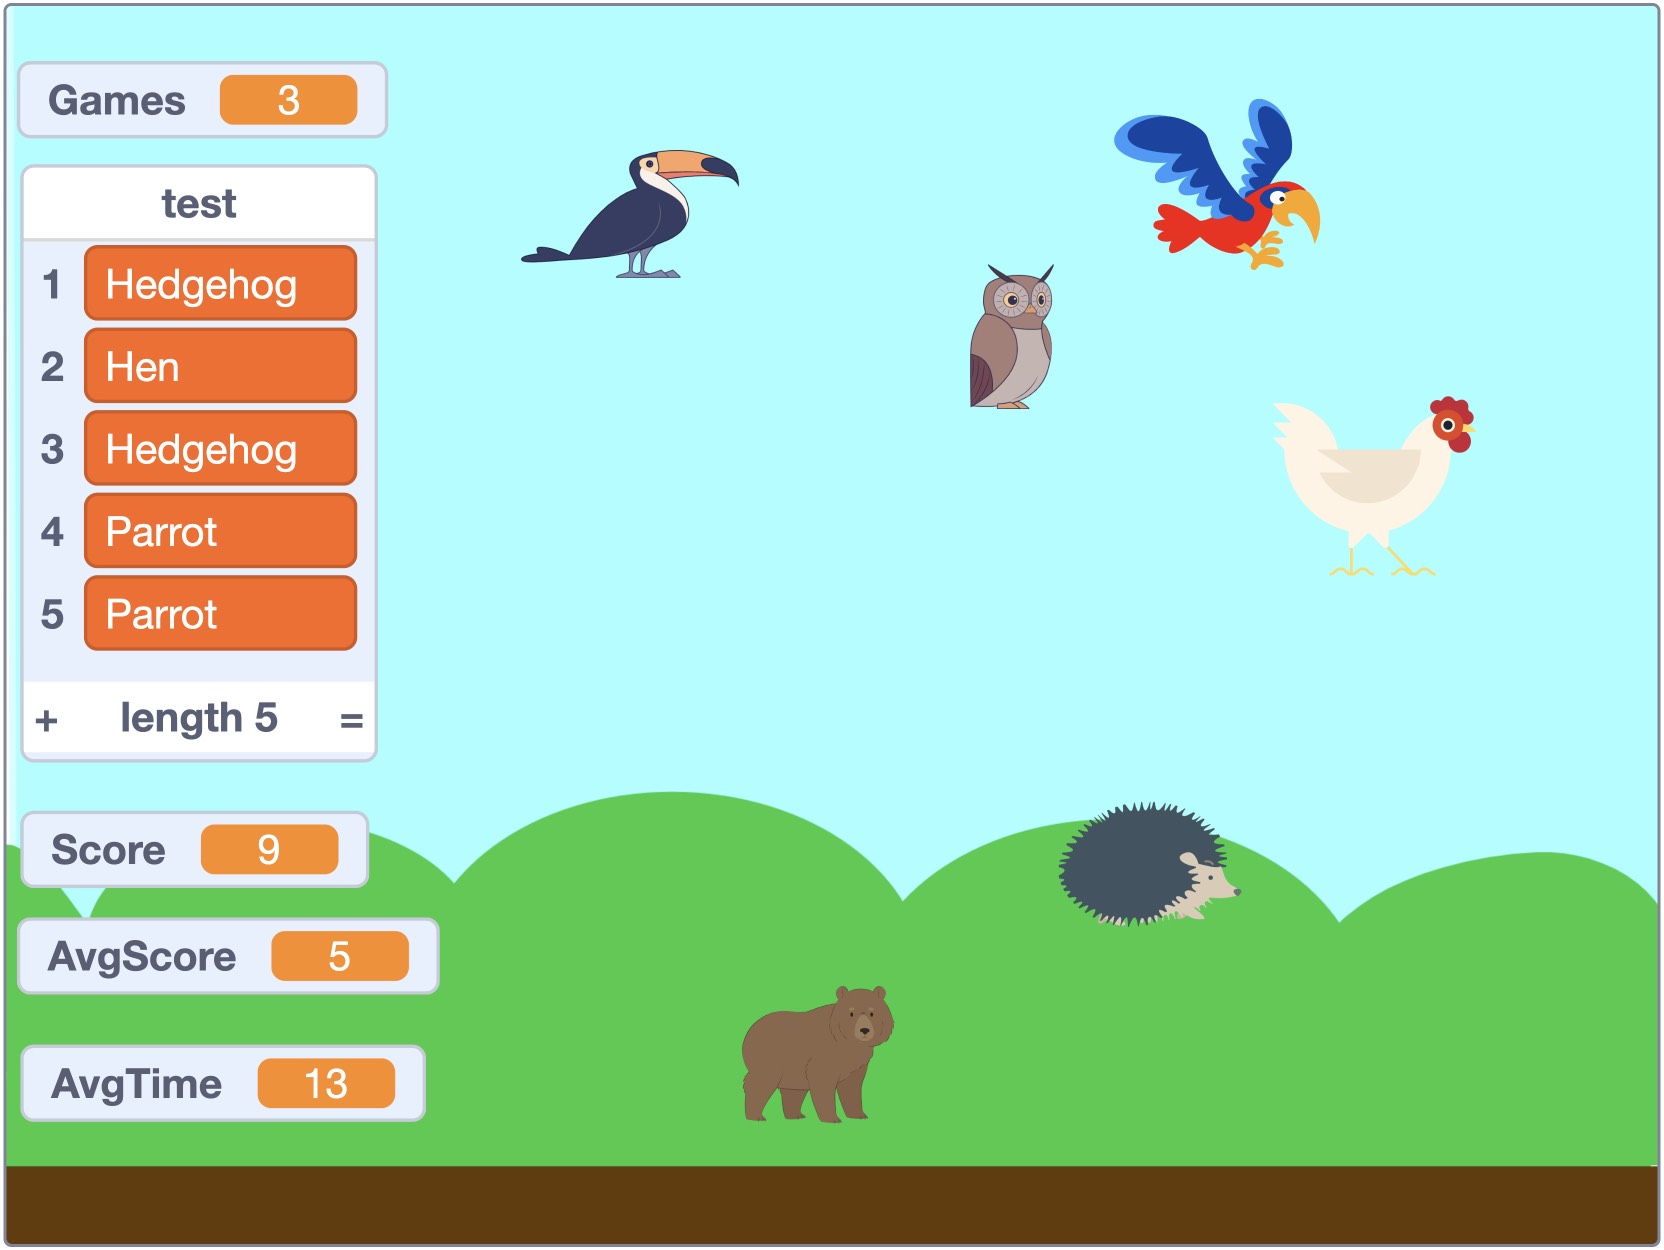 Games 3
test
1 Hedgehog
2 Hen
3 Hedgehog
4 Parrot
5 Parrot
+ length 5 =
Score 9
AvgScore 5
AvgTime 13